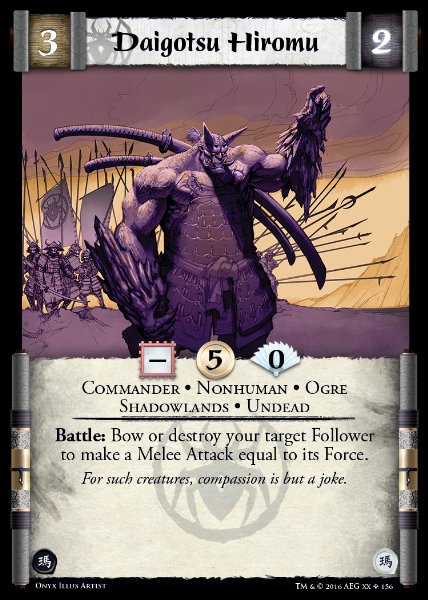 3 Daigotsu Hiromu 2
– 5 0
Commander • Nonhuman • Ogre
Shadowlands • Undead
Battle: Bow or destroy your target Follower
to make a Melee Attack equal to its Force.
For such creatures, compassion is but a joke.
瑪 瑪
Onyx Illus Artist TM & © 2016 AEG XX ❖ 156